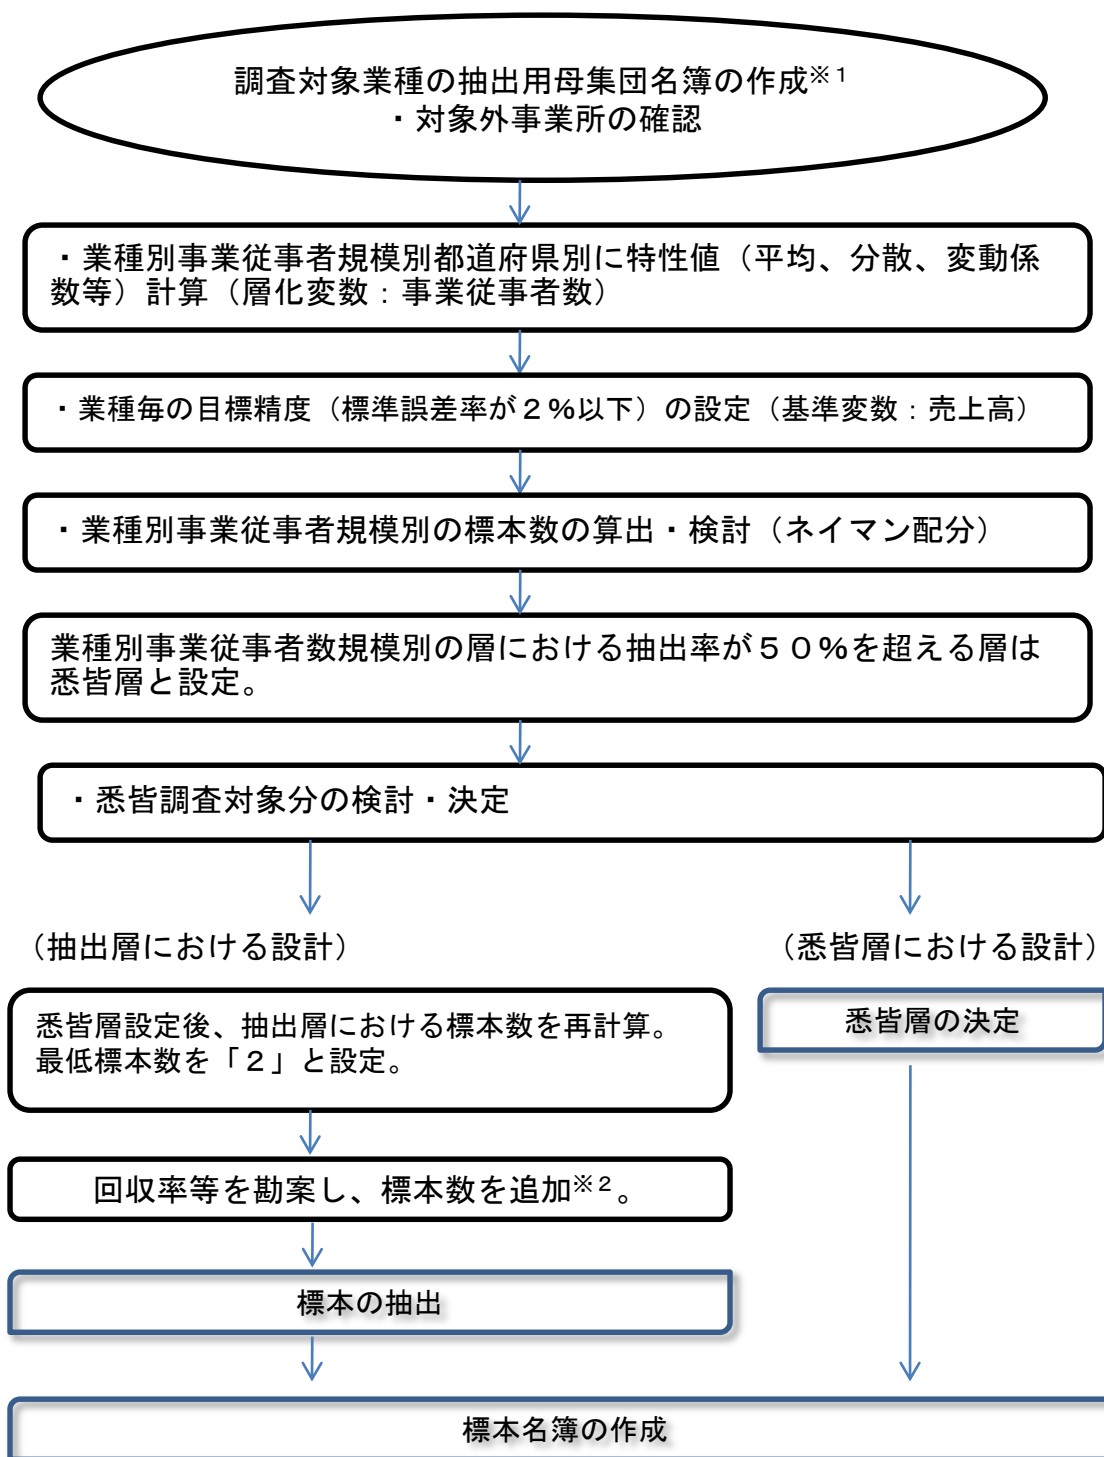 調査対象業種の抽出用母集団名簿の作成※1
・対象外事業所の確認
・業種別事業従事者規模別都道府県別に特性値（平均、分散、変動係
数等）計算（層化変数：事業従事者数）
・業種毎の目標精度（標準誤差率が２％以下）の設定（基準変数：売上高）
・業種別事業従事者規模別の標本数の算出・検討（ネイマン配分）
業種別事業従事者数規模別の層における抽出率が５０％を超える層は
悉皆層と設定。
・悉皆調査対象分の検討・決定
（抽出層における設計）
（悉皆層における設計）
悉皆層設定後、抽出層における標本数を再計算。
最低標本数を「２」と設定。
悉皆層の決定
回収率等を勘案し、標本数を追加※2。
標本の抽出
標本名簿の作成